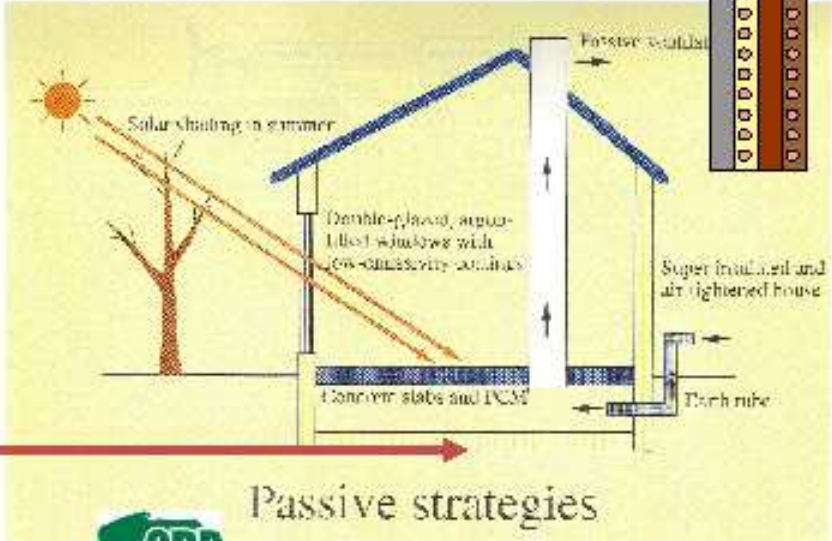 Passive ventilat
Solar shading in summer
Double-glazed, argon-
filled windows with
low-emissivity coatings
Super insulated and
air tightened house
Concrete slabs and PCM
Earth tube
Passive strategies